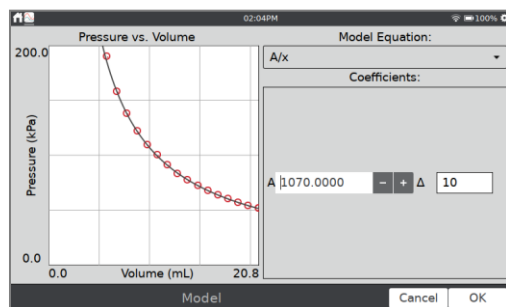 02:04PM
100%
Pressure vs. Volume
200.0
Pressure (kPa)
0.0
0.0
Volume (mL)
20.8
Model Equation:
A/x
Coefficients:
A 1070.0000 − + Δ 10
Model
Cancel
OK